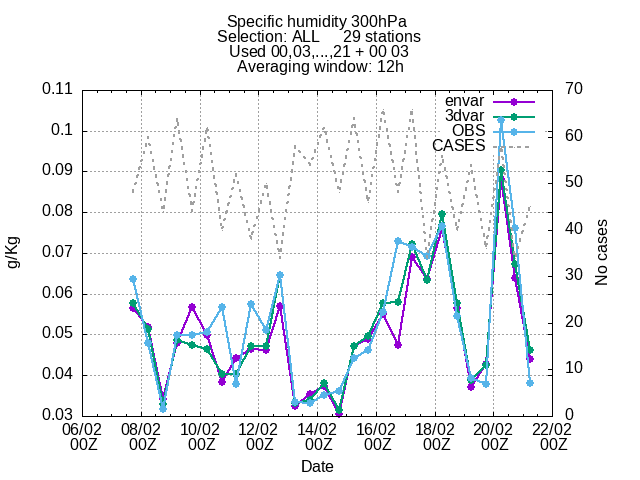 Specific humidity 300hPa
Selection: ALL 29 stations
Used 00,03,...,21 + 00 03
Averaging window: 12h
0.11
0.1
0.09
0.08
0.07
0.06
0.05
0.04
0.03
g/Kg
70
60
50
40
30
20
10
0
No cases
envar
3dvar
OBS
CASES
06/02 08/02 10/02 12/02 14/02 16/02 18/02 20/02 22/02
00Z 00Z 00Z 00Z 00Z 00Z 00Z 00Z 00Z
Date